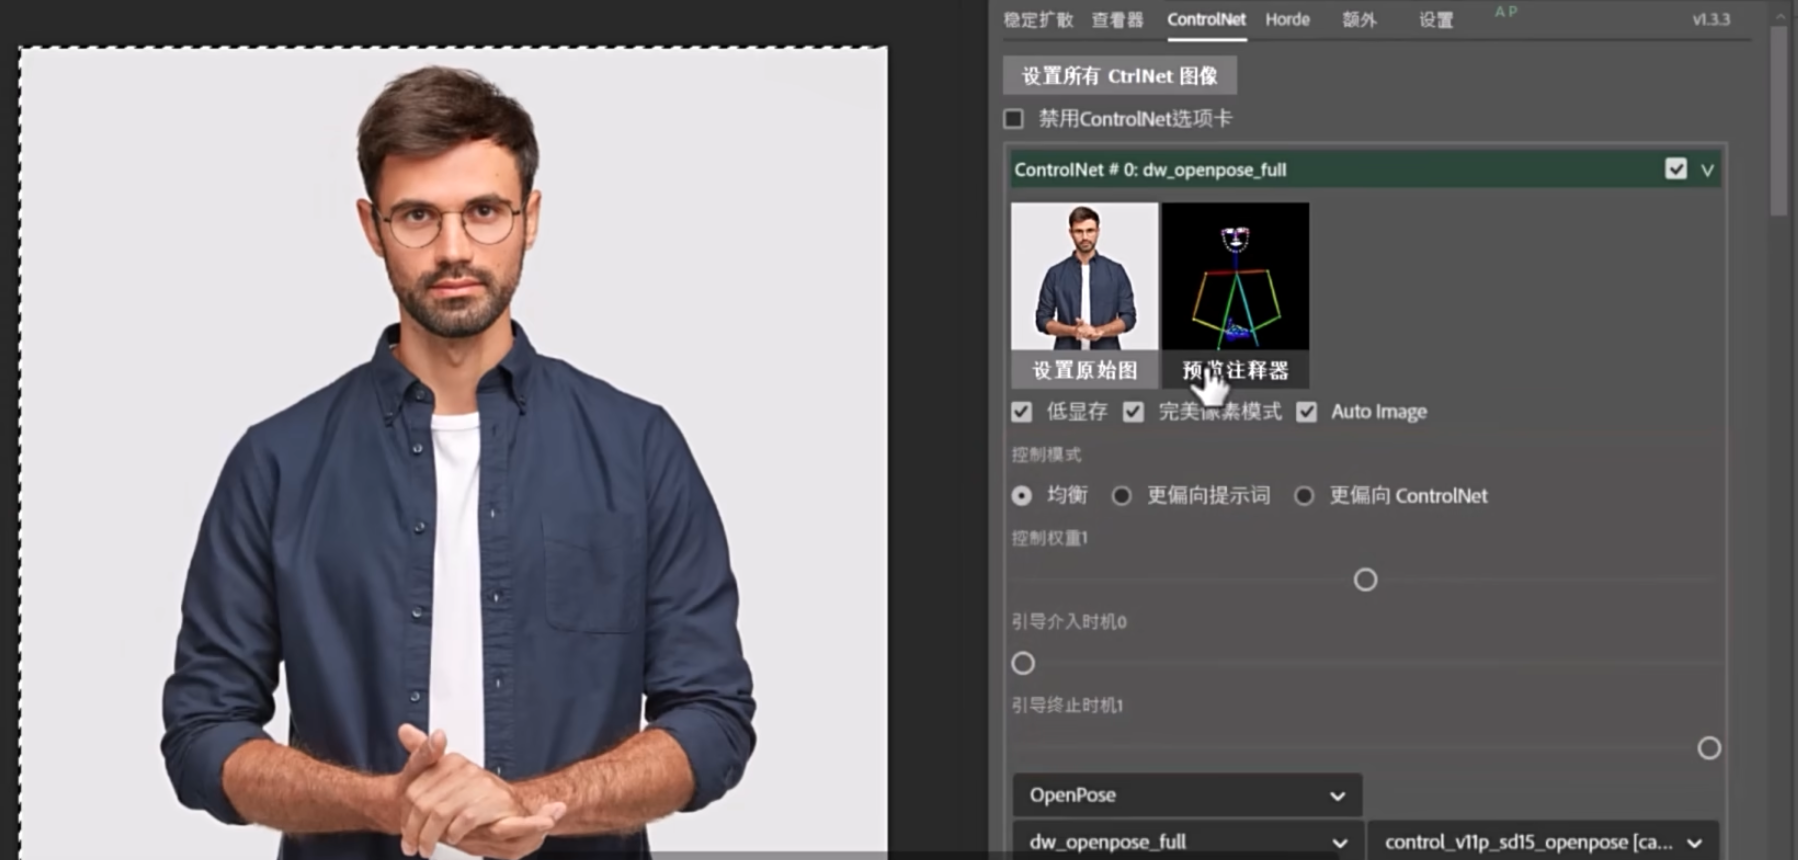 稳定扩散 查看器 ControlNet Horde 额外 设置 AP v1.3.3
设置所有 CtrlNet 图像
禁用ControlNet选项卡
ControlNet # 0: dw_openpose_full
设置原始图 预览注释器
低显存 完美像素模式 Auto Image
控制模式
均衡 更偏向提示词 更偏向 ControlNet
控制权重1
引导介入时机0
引导终止时机1
OpenPose
dw_openpose_full control_v11p_sd15_openpose [ca...